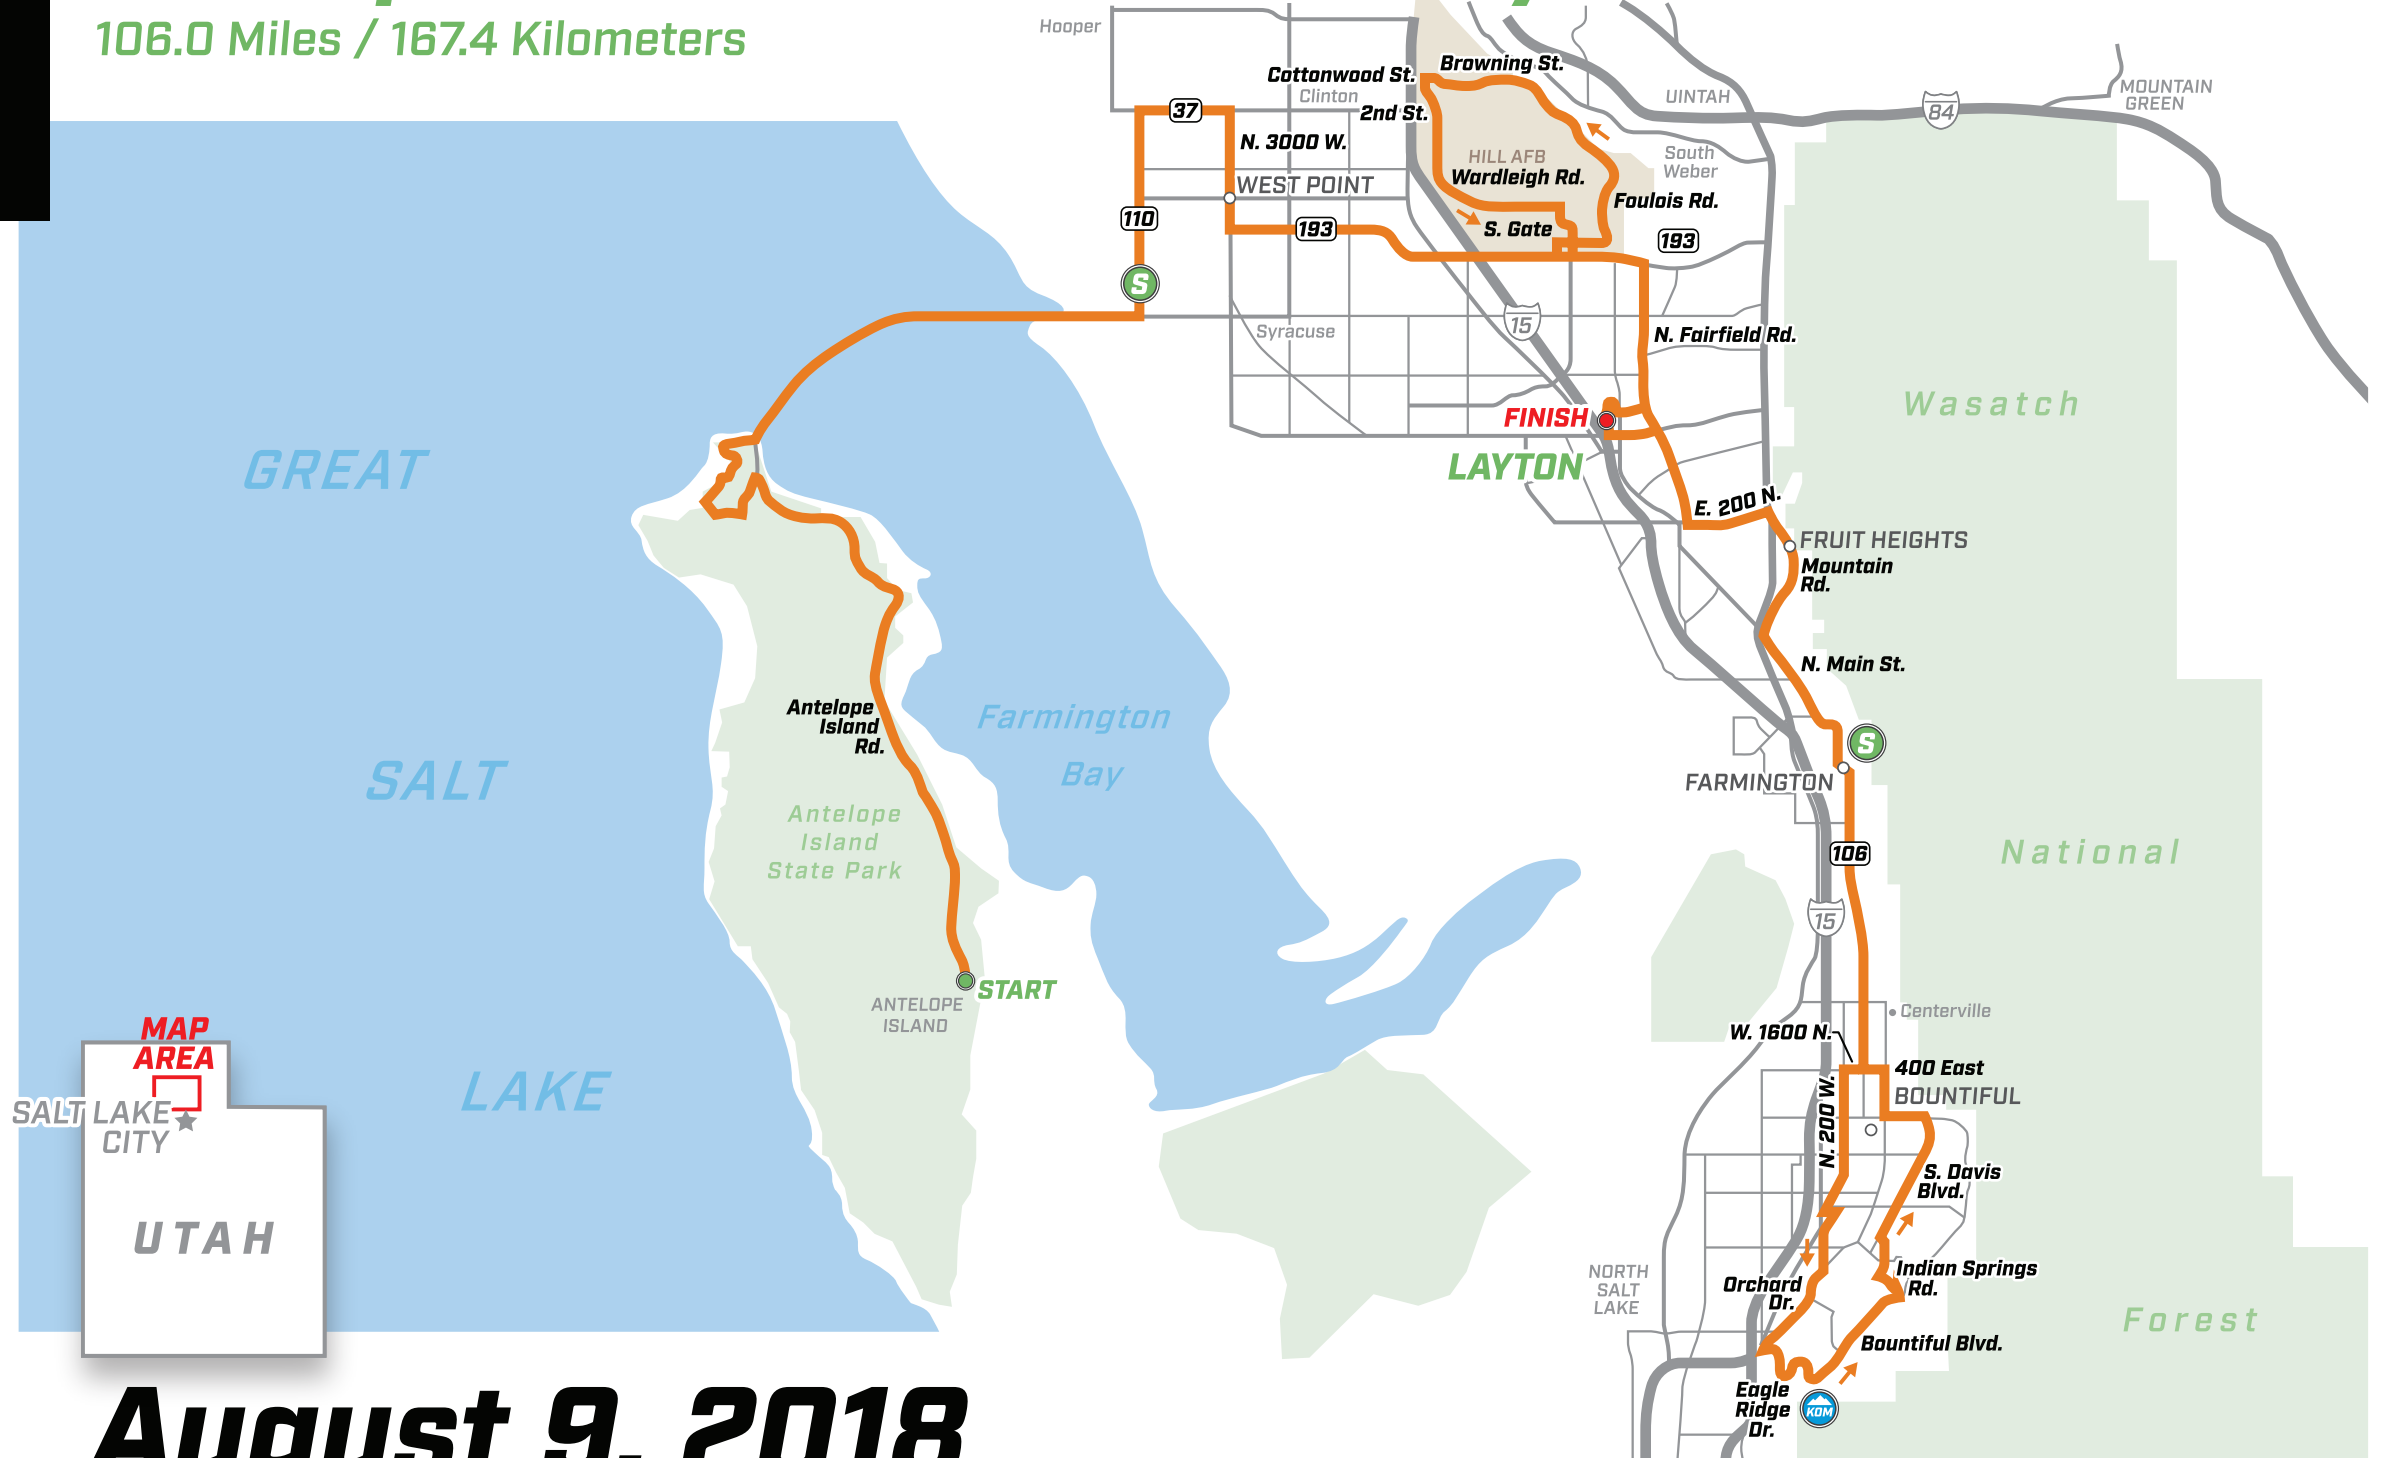 106.0 Miles / 167.4 Kilometers
Hooper
Cottonwood St.
Browning St.
Clinton
2nd St.
UINTAH
84
MOUNTAIN
GREEN
37
N. 3000 W.
WEST POINT
HILL AFB
Wardleigh Rd.
South
Weber
Foulois Rd.
110
193
S. Gate
193
S
Syracuse
15
N. Fairfield Rd.
Wasatch
FINISH
LAYTON
GREAT
E. 200 N.
FRUIT HEIGHTS
Mountain
Rd.
N. Main St.
Antelope
Island
Rd.
Farmington
Bay
SALT
S
FARMINGTON
Antelope
Island
State Park
106
National
15
START
ANTELOPE
ISLAND
Centerville
W. 1600 N.
400 East
BOUNTIFUL
N. 200 W.
LAKE
MAP
AREA
SALT LAKE
CITY
UTAH
S. Davis
Blvd.
Indian Springs
Rd.
NORTH
SALT
LAKE
Orchard
Dr.
Forest
Bountiful Blvd.
Eagle
Ridge
Dr.
KOM
August 9, 2018